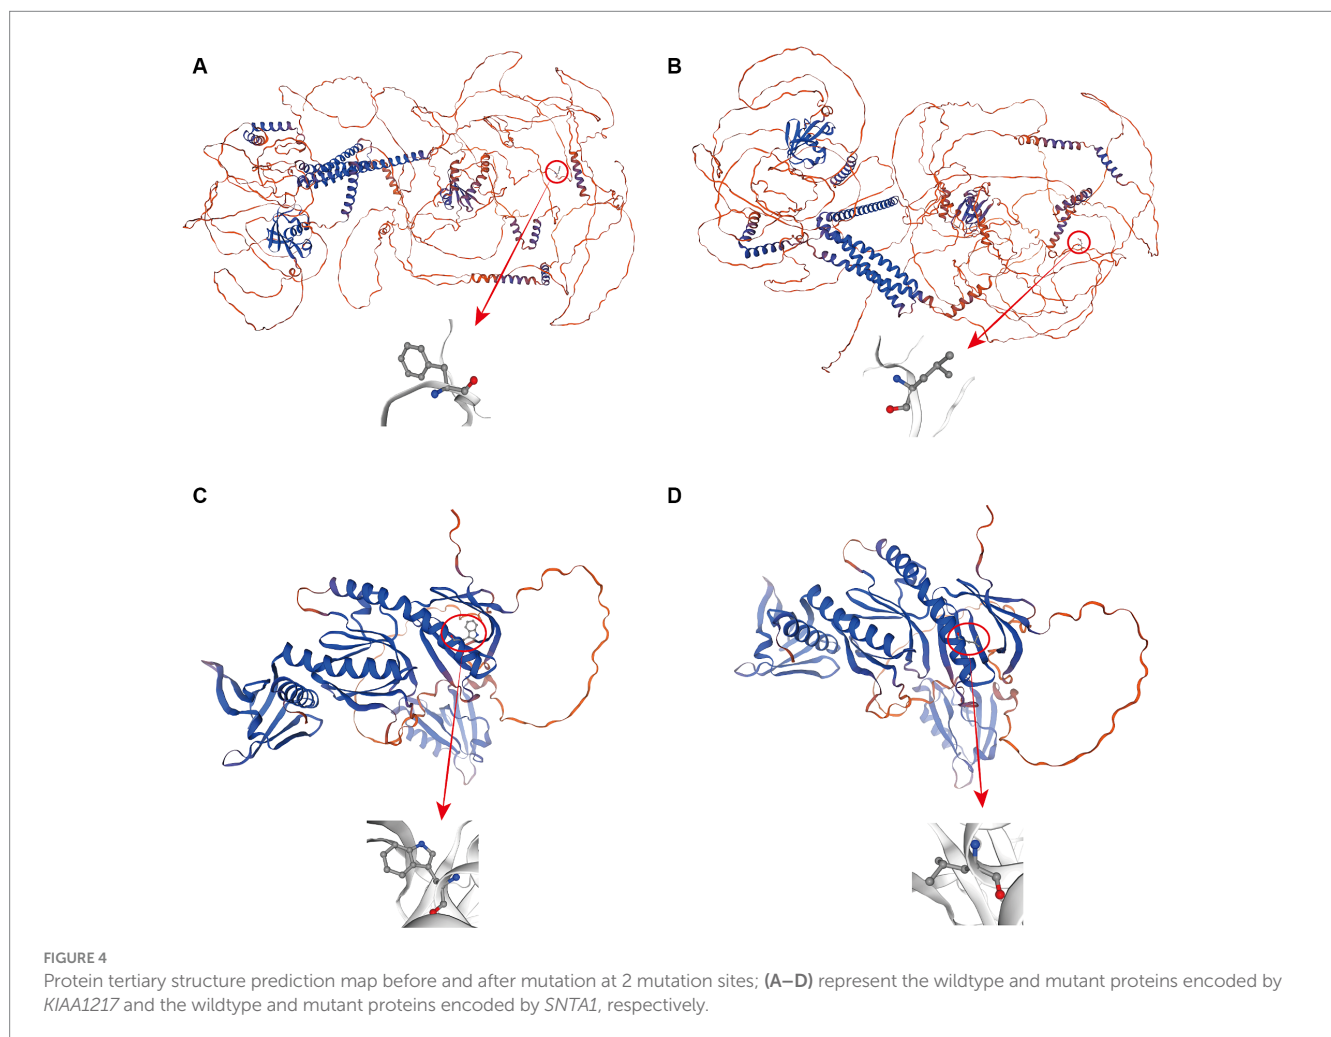 A
B
C
D
FIGURE 4
Protein tertiary structure prediction map before and after mutation at 2 mutation sites; (A–D) represent the wildtype and mutant proteins encoded by
KIAA1217 and the wildtype and mutant proteins encoded by SNTA1, respectively.